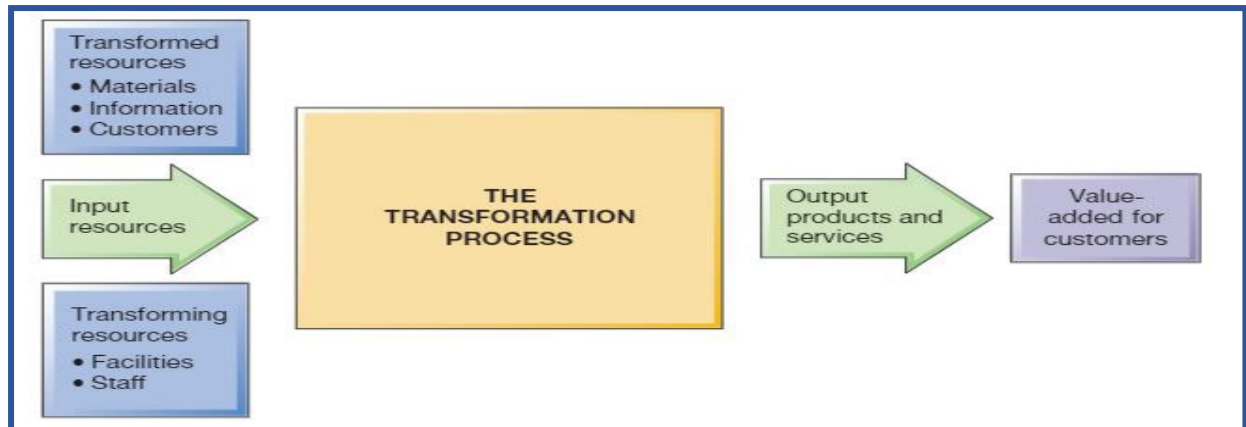 Transformed
resources
• Materials
• Information
• Customers
Input
resources
Transforming
resources
• Facilities
• Staff
THE
TRANSFORMATION
PROCESS
Output
products and
services
Value-
added for
customers